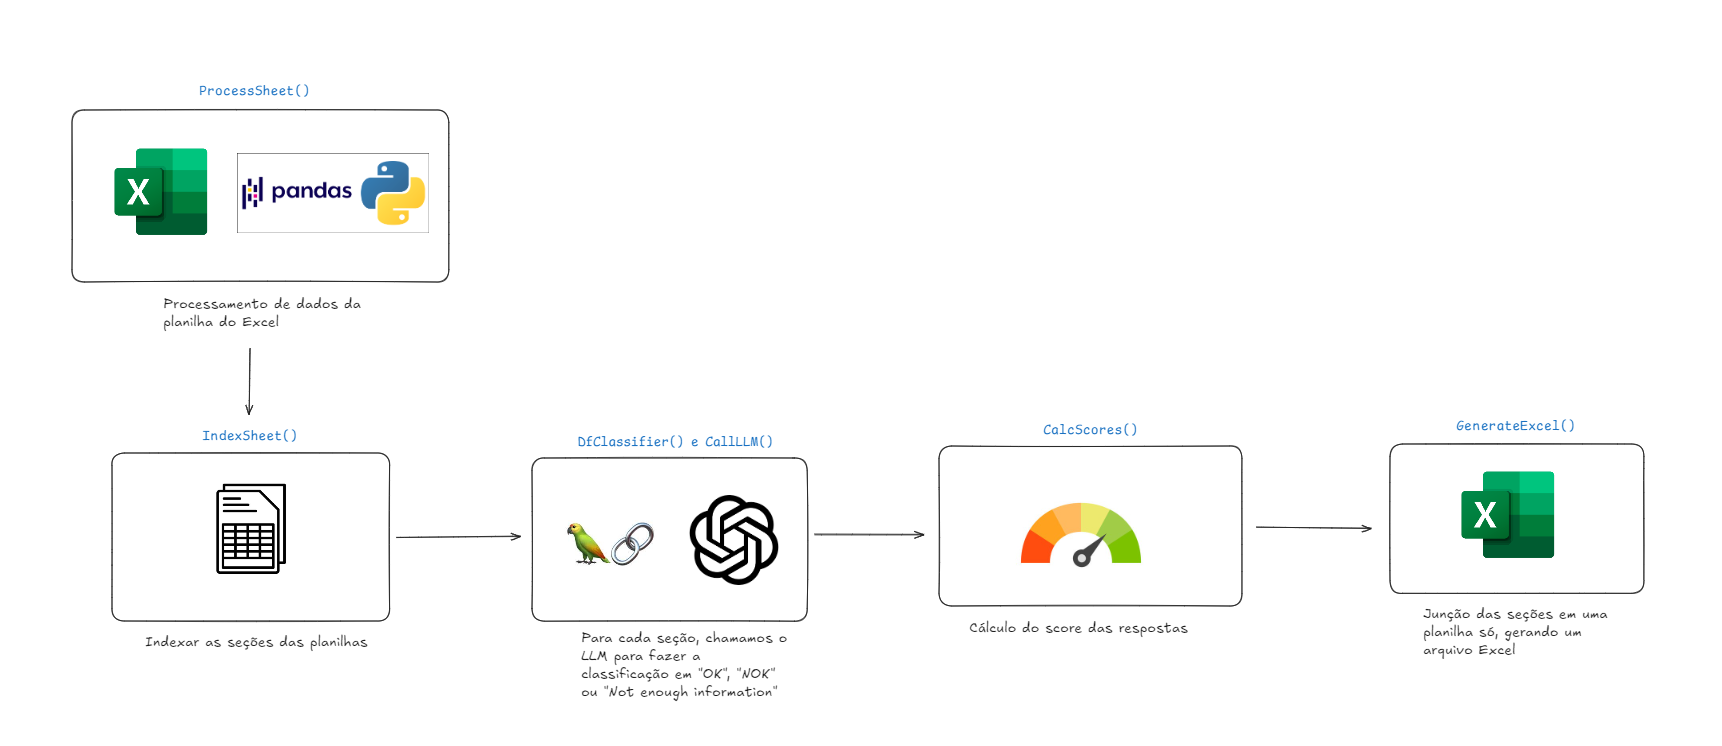 ProcessSheet()
X
pandas
Processamento de dados da
planilha do Excel
IndexSheet()
Indexar as seções das planilhas
DfClassifier() e CallLLM()
Para cada seção, chamamos o
LLM para fazer a
classificação em "OK", "NOK"
ou "Not enough information"
CalcScores()
Cálculo do score das respostas
GenerateExcel()
X
Junção das seções em uma
planilha só, gerando um
arquivo Excel